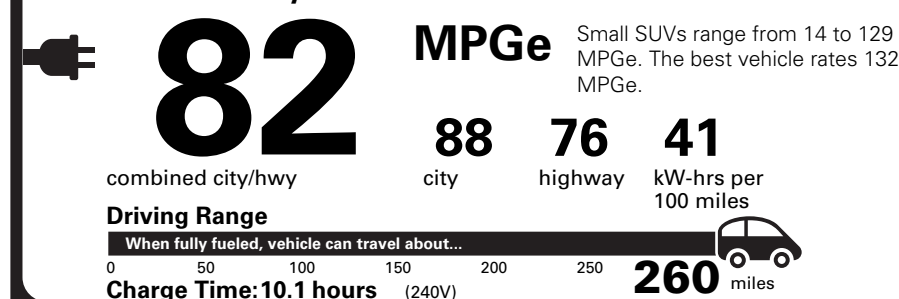 82
MPGe
Small SUVs range from 14 to 129
MPGe. The best vehicle rates 132
MPGe.
combined city/hwy
88
city
76
highway
41
kW-hrs per
100 miles
Driving Range
When fully fueled, vehicle can travel about...
0 50 100 150 200 250
260 miles
Charge Time:10.1 hours (240V)